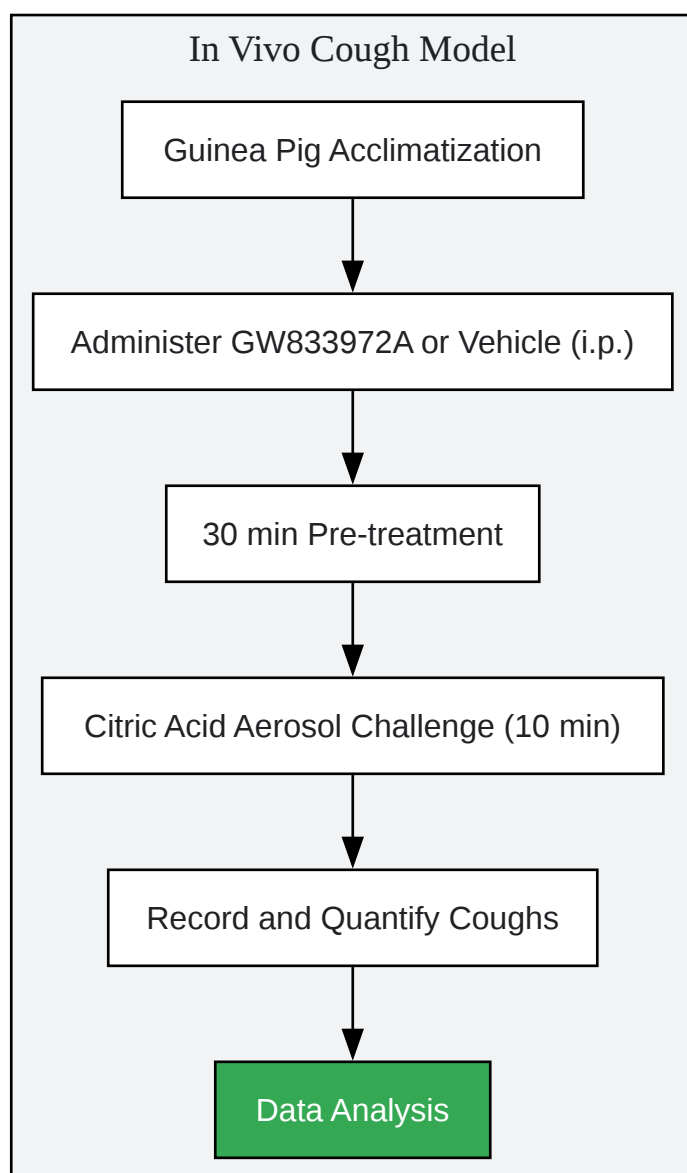 In Vivo Cough Model
Guinea Pig Acclimatization
Administer GW833972A or Vehicle (i.p.)
30 min Pre-treatment
Citric Acid Aerosol Challenge (10 min)
Record and Quantify Coughs
Data Analysis